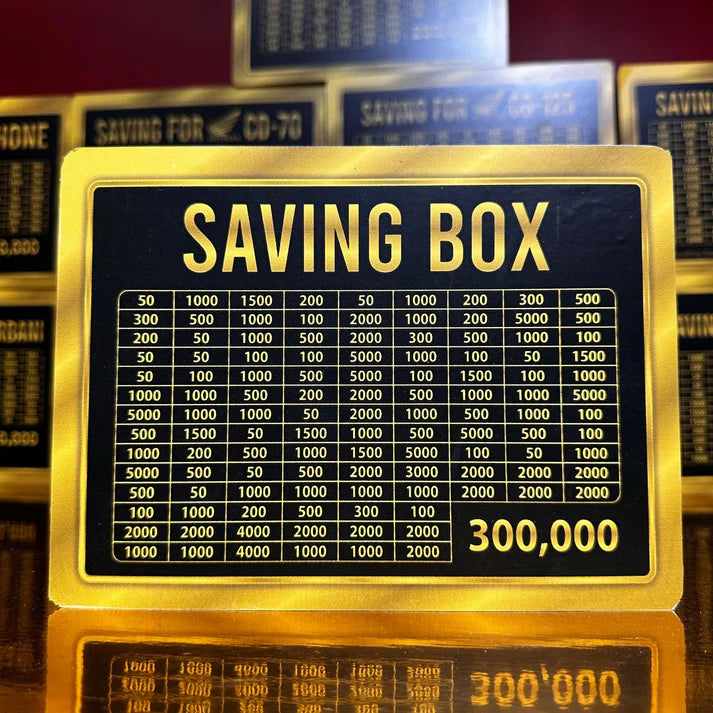 HONE
SAVING FOR CD-70
SAVING FOR CG-125
SAVIN
SAVING BOX
50 1000 1500 200 50 1000 200 300 500
300 500 1000 100 2000 1000 200 5000 500
200 50 1000 500 2000 300 500 1000 100
50 50 100 100 5000 1000 100 50 1500
50 100 1000 500 5000 100 1500 100 1000
1000 1000 500 200 2000 500 1000 1000 5000
5000 1000 1000 50 2000 1000 500 1000 100
500 1500 50 1500 1000 500 5000 500 100
1000 200 500 1000 1500 5000 100 50 1000
5000 500 50 500 2000 3000 2000 2000 2000
500 50 1000 1000 1000 1000 2000 2000 2000
100 1000 200 500 300 100
2000 2000 4000 2000 2000 2000
1000 1000 4000 1000 1000 2000
300,000
RBANI